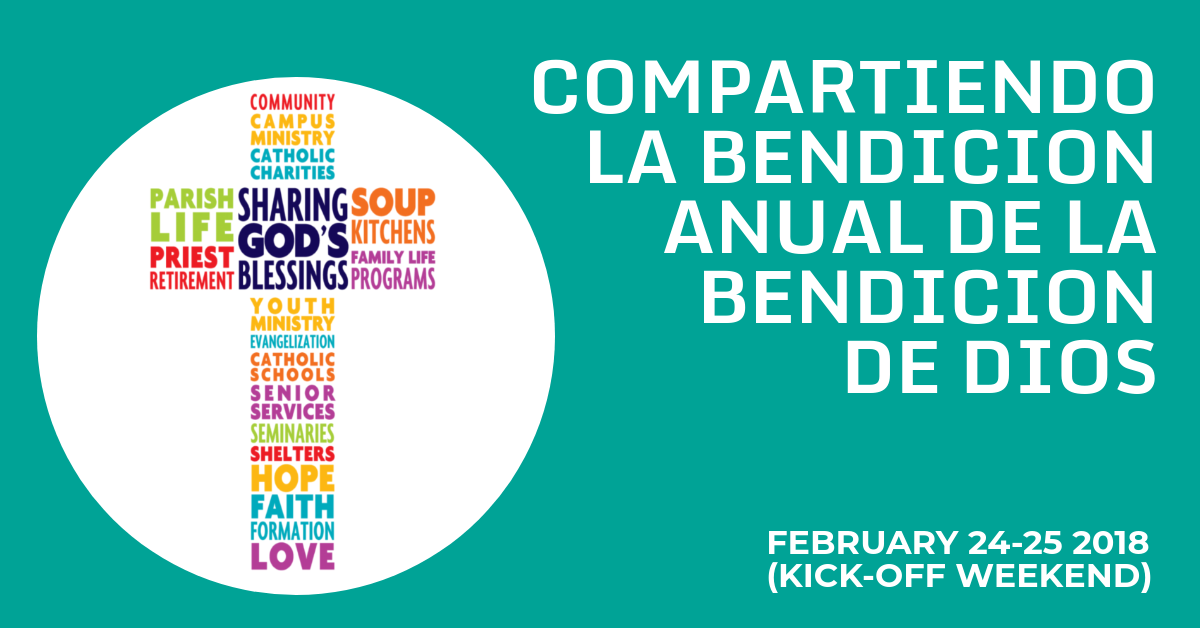 COMMUNITY
CAMPUS
MINISTRY
CATHOLIC
CHARITIES
PARISH
LIFE
PRIEST
RETIREMENT
SHARING
GOD'S
BLESSINGS
SOUP
KITCHENS
FAMILY LIFE
PROGRAMS
YOUTH
MINISTRY
EVANGELIZATION
CATHOLIC
SCHOOLS
SENIOR
SERVICES
SEMINARIES
SHELTERS
HOPE
FAITH
FORMATION
LOVE
COMPARTIENDO
LA BENDICION
ANUAL DE LA
BENDICION
DE DIOS
FEBRUARY 24-25 2018
(KICK-OFF WEEKEND)